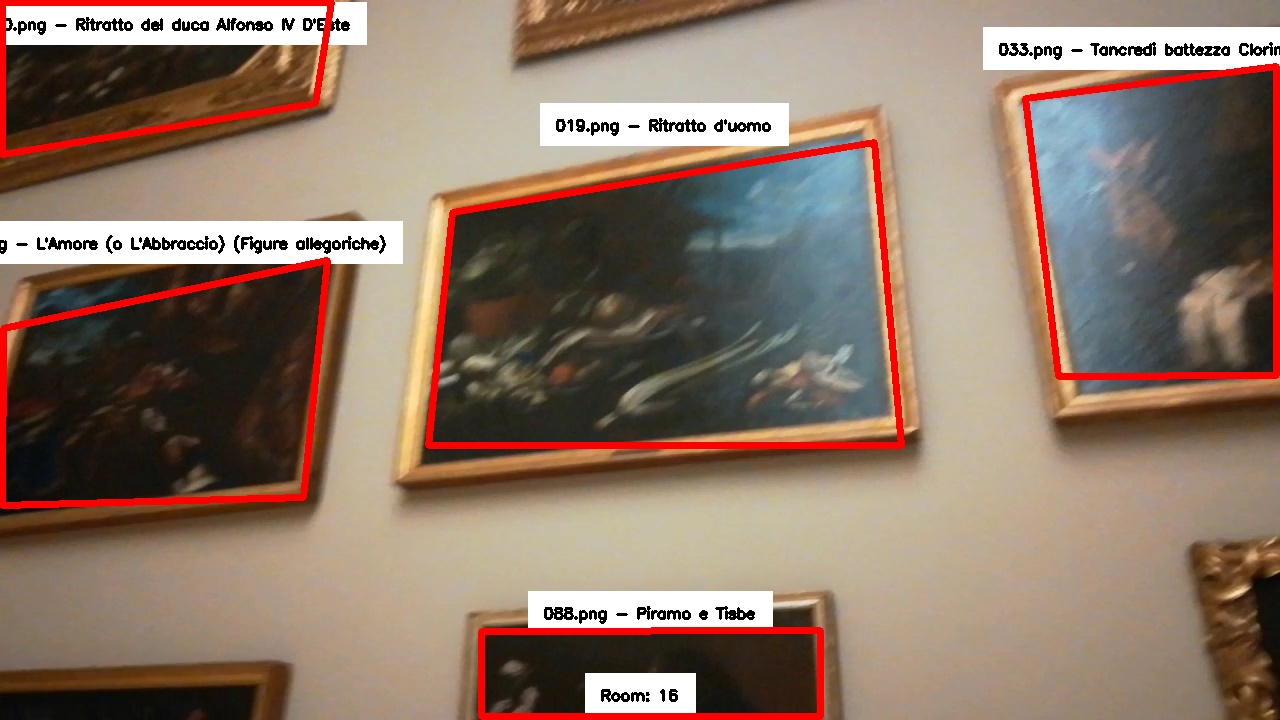 0.png - Ritratto del duca Alfonso IV D'Este
033.png - Tancredi battezza
019.png - Ritratto d'uomo
g - L'Amore (o L'Abbraccio) (Figure allegoriche)
088.png - Piramo e Tisbe
Room: 16